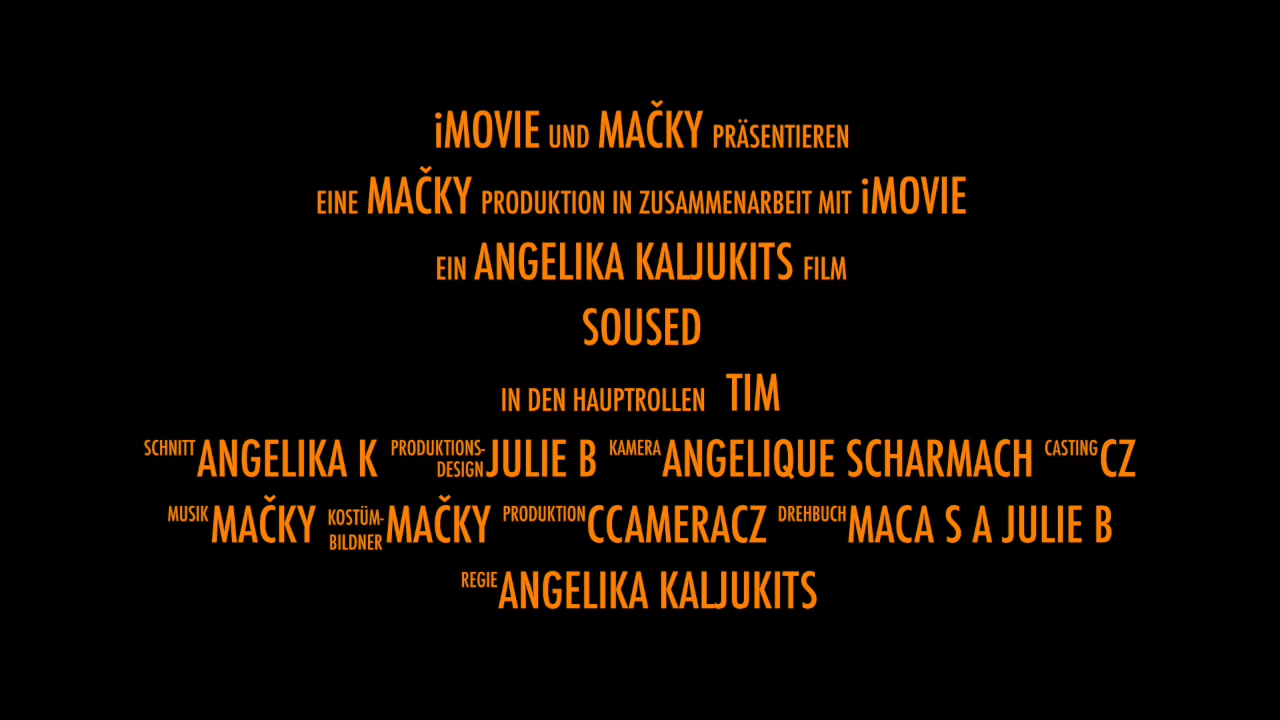 iMOVIE UND MAČKY PRÄSENTIEREN
EINE MAČKY PRODUKTION IN ZUSAMMENARBEIT MIT iMOVIE
EIN ANGELIKA KALJUKITS FILM
SOUSED
IN DEN HAUPTROLLEN TIM
SCHNITT ANGELIKA K PRODUKTIONS-DESIGN JULIE B KAMERA ANGELIQUE SCHARMACH CASTING CZ
MUSIK MAČKY KOSTÜM-BILDNER MAČKY PRODUKTION CCAMERACZ DREHBUCH MACA S A JULIE B
REGIE ANGELIKA KALJUKITS